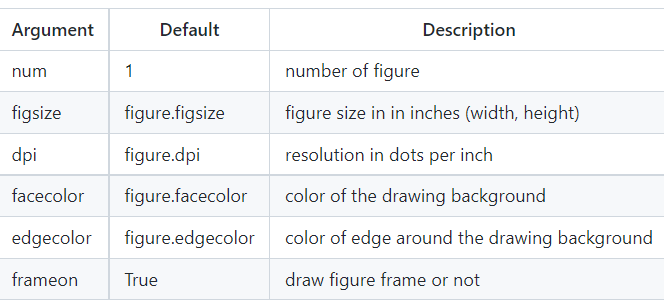 Argument Default Description
num 1 number of figure
figsize figure.figsize figure size in in inches (width, height)
dpi figure.dpi resolution in dots per inch
facecolor figure.facecolor color of the drawing background
edgecolor figure.edgecolor color of edge around the drawing background
frameon True draw figure frame or not